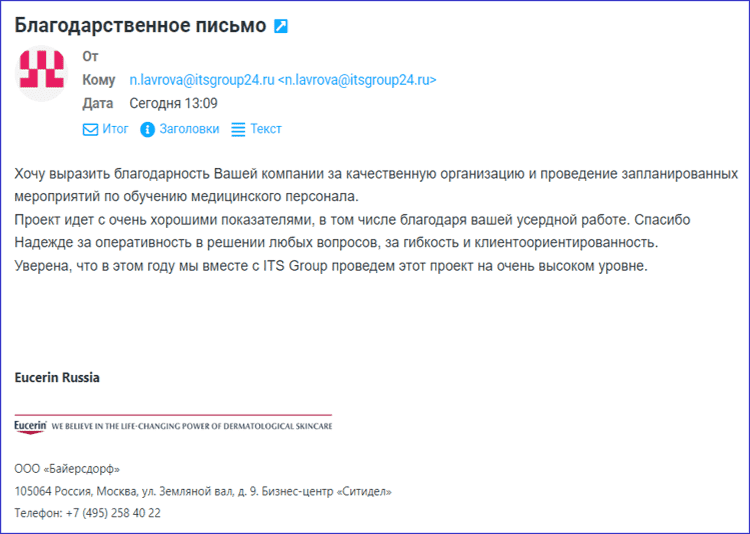 Благодарственное письмо
От
Кому n.lavrova@itsgroup24.ru <n.lavrova@itsgroup24.ru>
Дата Сегодня 13:09
Итог Заголовки Текст
Хочу выразить благодарность Вашей компании за качественную организацию и проведение запланированных
мероприятий по обучению медицинского персонала.
Проект идет с очень хорошими показателями, в том числе благодаря вашей усердной работе. Спасибо
Надежде за оперативность в решении любых вопросов, за гибкость и клиентоориентированность.
Уверена, что в этом году мы вместе с ITS Group проведем этот проект на очень высоком уровне.
Eucerin Russia
Eucerin WE BELIEVE IN THE LIFE-CHANGING POWER OF DERMATOLOGICAL SKINCARE
ООО «Байерсдорф»
105064 Россия, Москва, ул. Земляной вал, д. 9. Бизнес-центр «Ситидел»
Телефон: +7 (495) 258 40 22